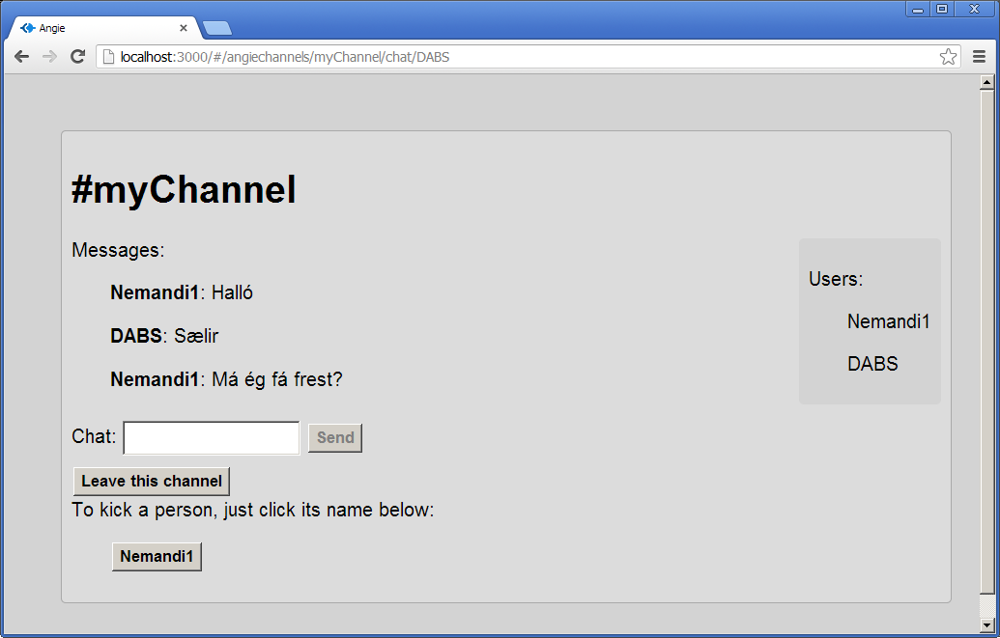 Angie
localhost:3000/#/angiechannels/myChannel/chat/DABS
#myChannel
Messages:
Nemandi1: Halló
DABS: Sælir
Nemandi1: Má ég fá frest?
Users:
Nemandi1
DABS
Chat: Send
Leave this channel
To kick a person, just click its name below:
Nemandi1